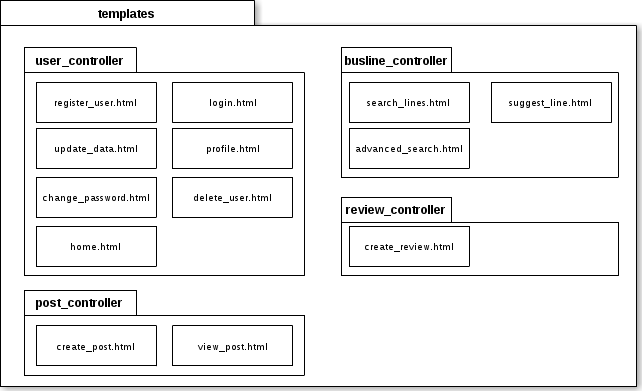 templates
user_controller
register_user.html
login.html
update_data.html
profile.html
change_password.html
delete_user.html
home.html
busline_controller
search_lines.html
suggest_line.html
advanced_search.html
review_controller
create_review.html
post_controller
create_post.html
view_post.html